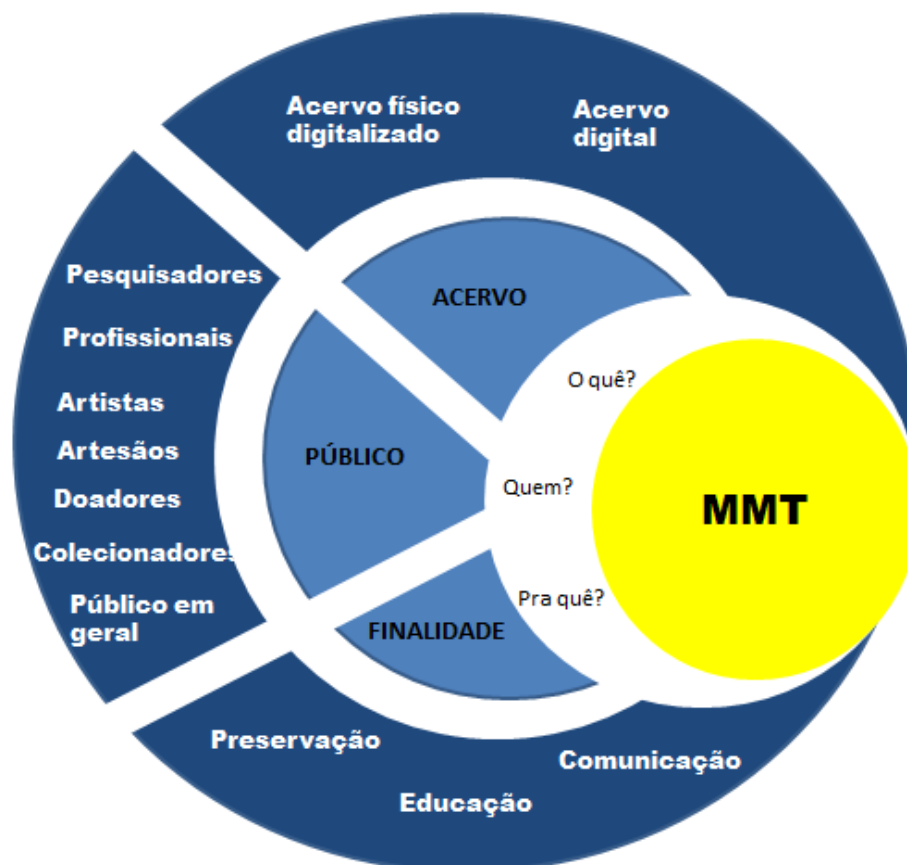 Acervo físico
digitalizado
Acervo
digital
Pesquisadores
Profissionais
Artistas
Artesãos
Doadores
Colecionadores
Público em
geral
ACERVO
PÚBLICO
FINALIDADE
O quê?
Quem?
Pra quê?
MMT
Preservação
Educação
Comunicação